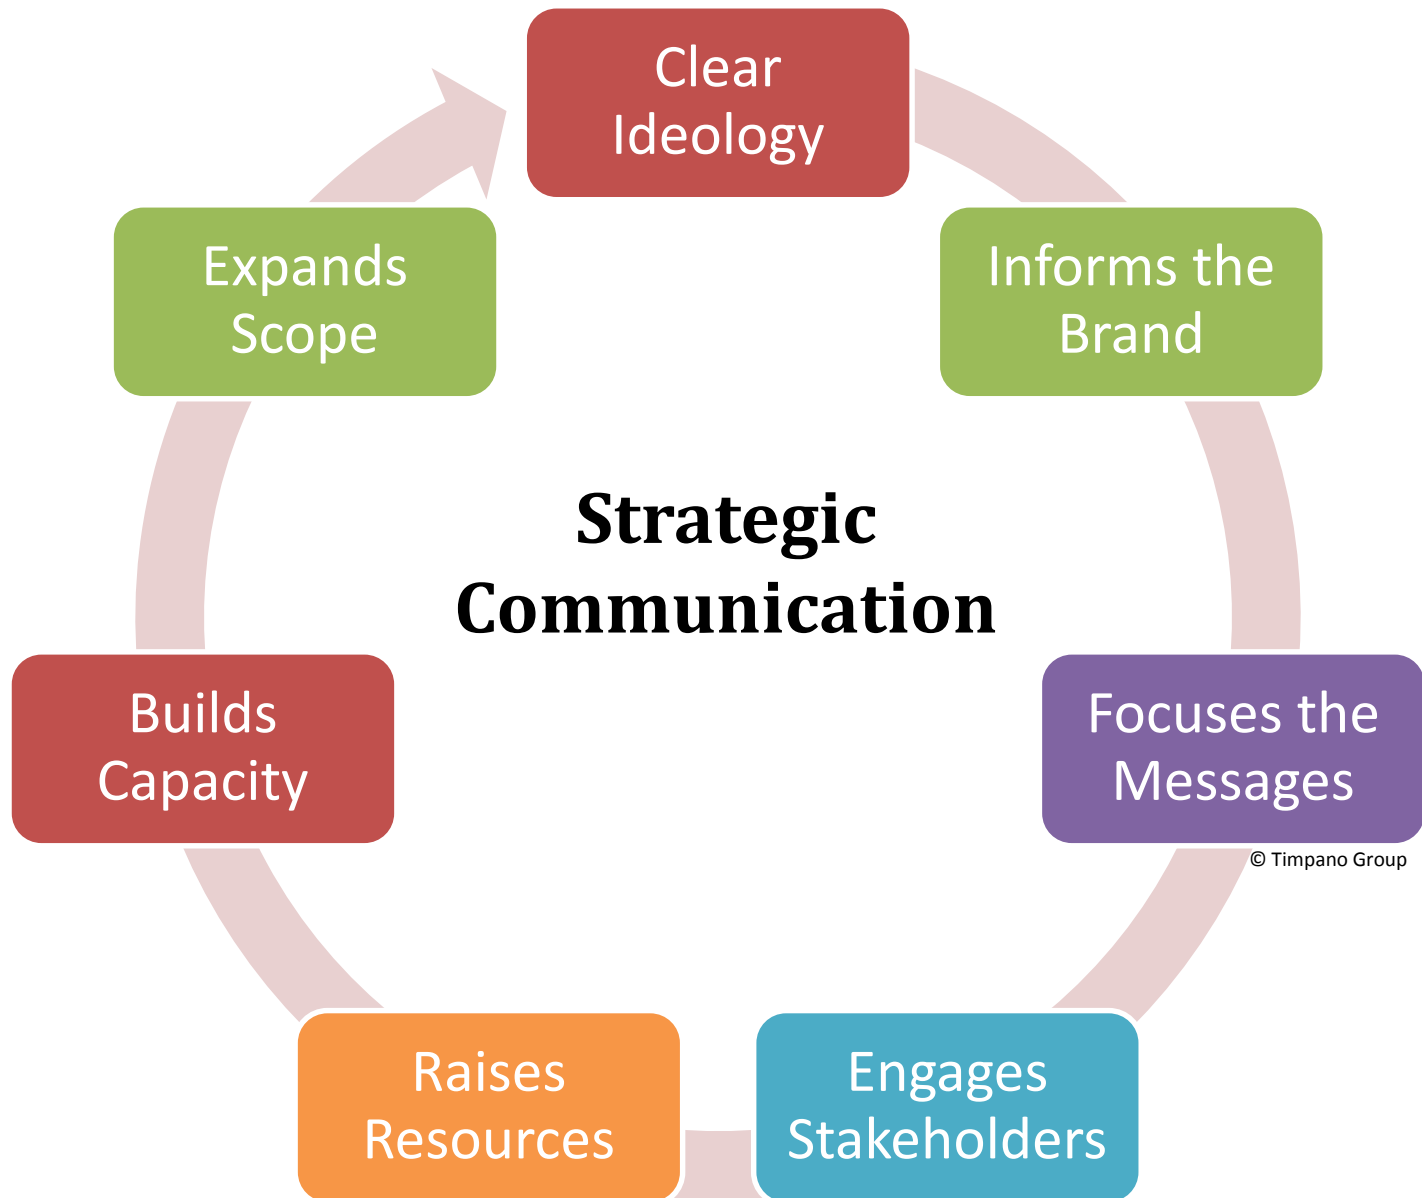 Clear
Ideology
Informs the
Brand
Focuses the
Messages
© Timpano Group
Engages
Stakeholders
Raises
Resources
Builds
Capacity
Expands
Scope
Strategic
Communication